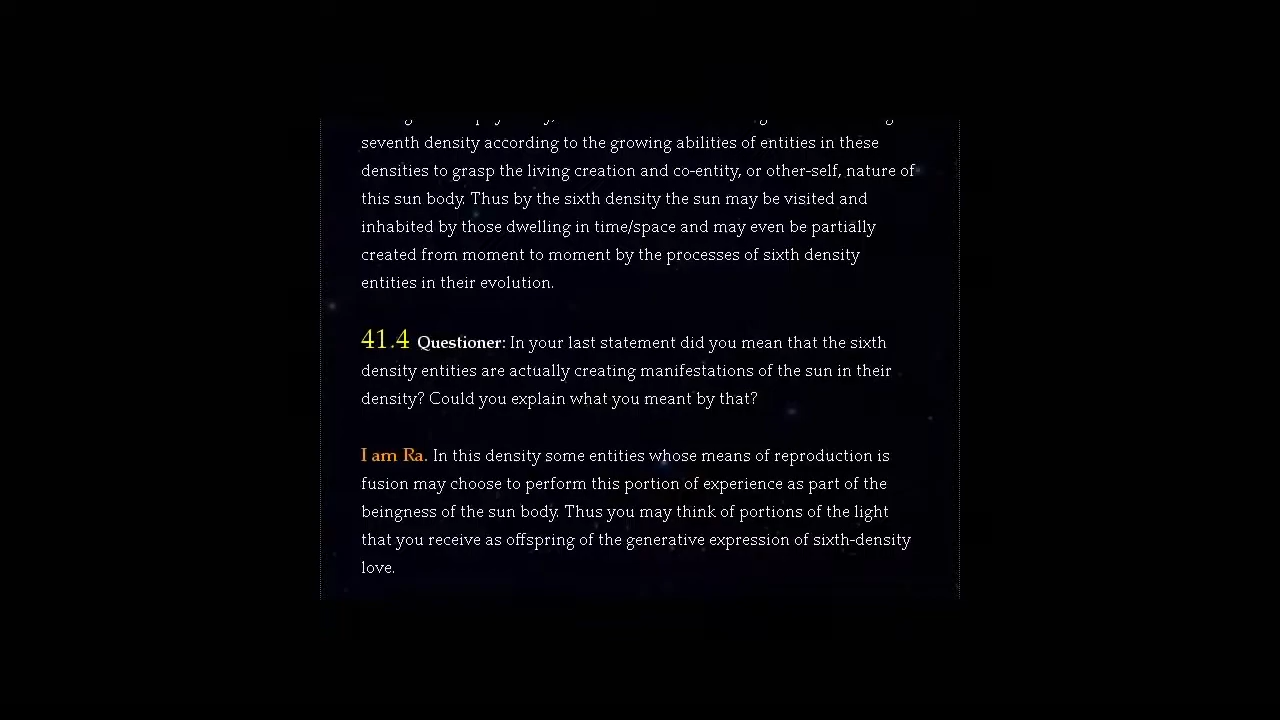 seventh density according to the growing abilities of entities in these
densities to grasp the living creation and co-entity, or other-self, nature of
this sun body. Thus by the sixth density the sun may be visited and
inhabited by those dwelling in time/space and may even be partially
created from moment to moment by the processes of sixth density
entities in their evolution.
41.4 Questioner: In your last statement did you mean that the sixth
density entities are actually creating manifestations of the sun in their
density? Could you explain what you meant by that?
I am Ra. In this density some entities whose means of reproduction is
fusion may choose to perform this portion of experience as part of the
beingness of the sun body. Thus you may think of portions of the light
that you receive as offspring of the generative expression of sixth-density
love.